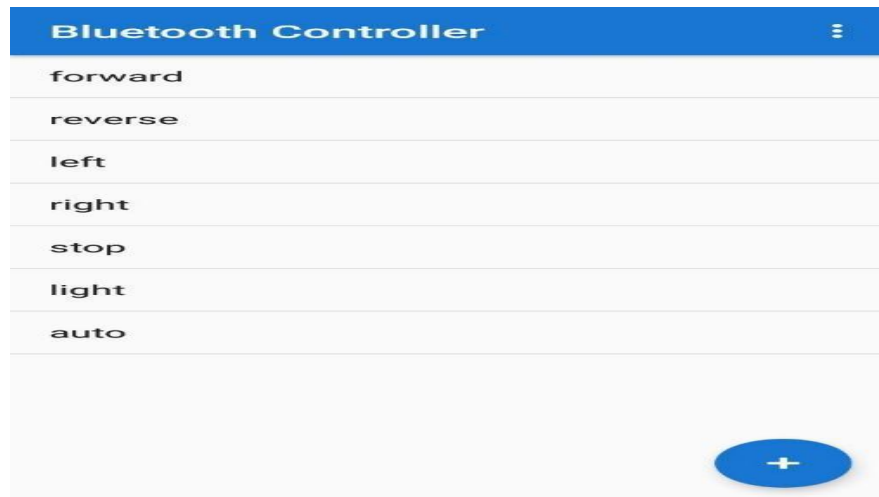 Bluetooth Controller
forward
reverse
left
right
stop
light
auto
+